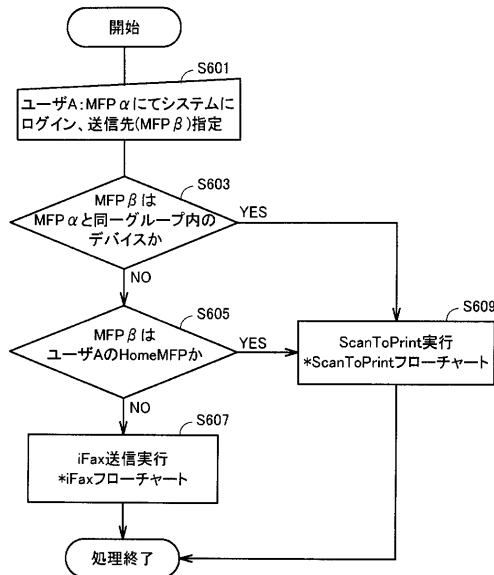 開始
S601
ユーザA:MFPαにてシステムに
ログイン、送信先(MFPβ)指定
S603
MFPβは
MFPαと同一グループ内の
デバイスか
YES
NO
S605
MFPβは
ユーザAのHomeMFPか
YES
NO
S609
ScanToPrint実行
*ScanToPrintフローチャート
S607
iFax送信実行
*iFaxフローチャート
処理終了